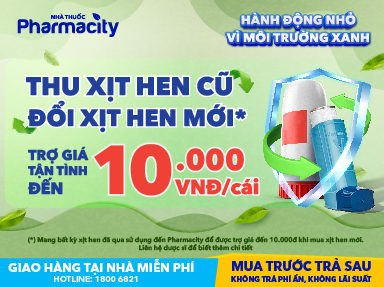 NHÀ THUỐC
Pharmacity
HÀNH ĐỘNG NHỎ
VÌ MÔI TRƯỜNG XANH
THU XỊT HEN CŨ
ĐỔI XỊT HEN MỚI*
TRỢ GIÁ
TẬN TÌNH
ĐẾN
10.000
VNĐ/cái
(*) Mang bất kỳ xịt hen đã qua sử dụng đến Pharmacity để được trợ giá đến 10.000đ khi mua xịt hen mới.
Liên hệ dược sĩ để biết thêm chi tiết
GIAO HÀNG TẠI NHÀ MIỄN PHÍ
HOTLINE: 1800 6821
MUA TRƯỚC TRẢ SAU
KHÔNG TRẢ PHÍ ẨN, KHÔNG LÃI SUẤT